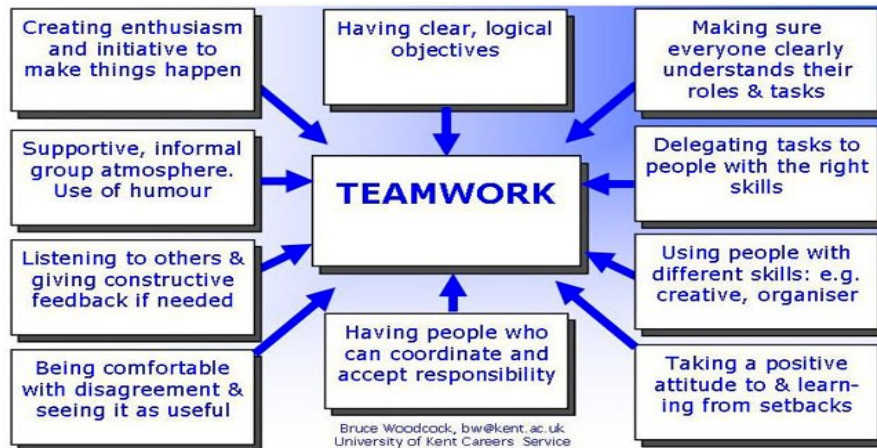 Creating enthusiasm
and initiative to
make things happen
Having clear, logical
objectives
Making sure
everyone clearly
understands their
roles & tasks
Supportive, informal
group atmosphere.
Use of humour
TEAMWORK
Delegating tasks to
people with the right
skills
Listening to others &
giving constructive
feedback if needed
Using people with
different skills: e.g.
creative, organiser
Being comfortable
with disagreement &
seeing it as useful
Having people who
can coordinate and
accept responsibility
Taking a positive
attitude to & learn-
ing from setbacks
Bruce Woodcock, bw@kent.ac.uk
University of Kent Careers Service